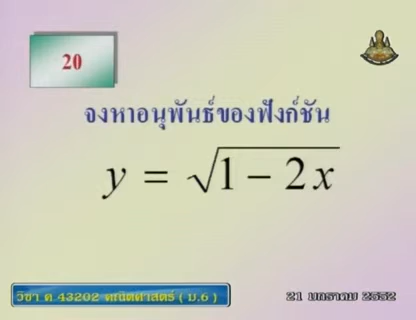 20
จงหาอนุพันธ์ของฟังก์ชัน
y = √1 − 2x
วิชา ค 43202 คณิตศาสตร์ ( ม.6 )
21 มกราคม 2552